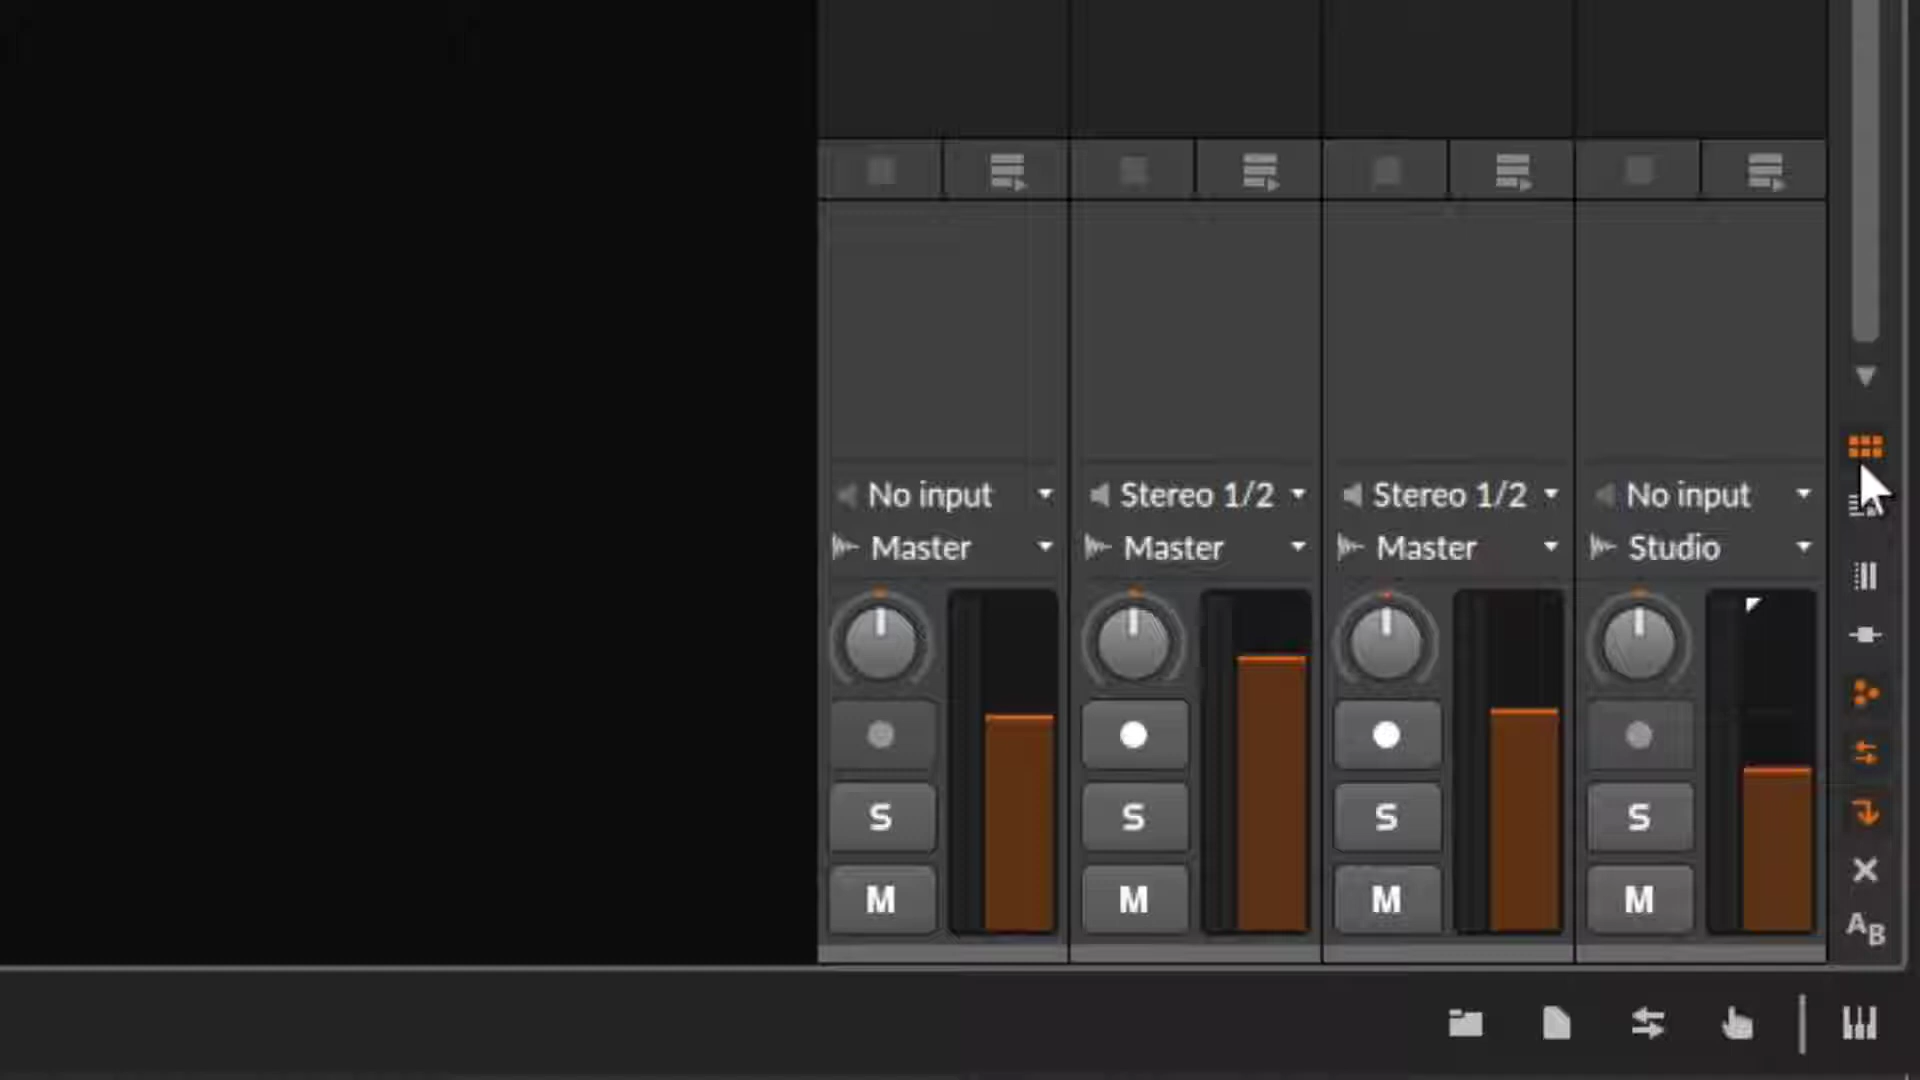 No input Stereo 1/2 Stereo 1/2 No input
Master Master Master Studio
S S S S
M M M M
AB